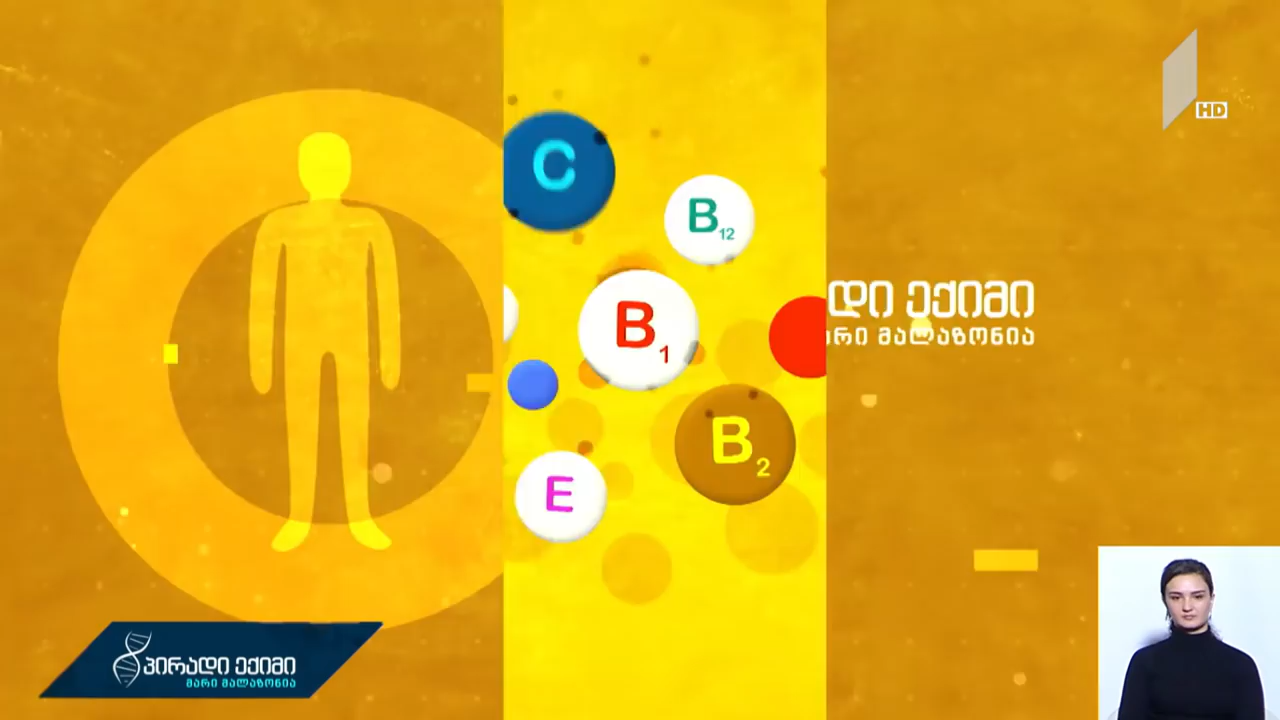 HD
C
B12
B1
B2
E
დი ექიმი
რი მალაზონია
პირადი ექიმი
მარი მალაზონია